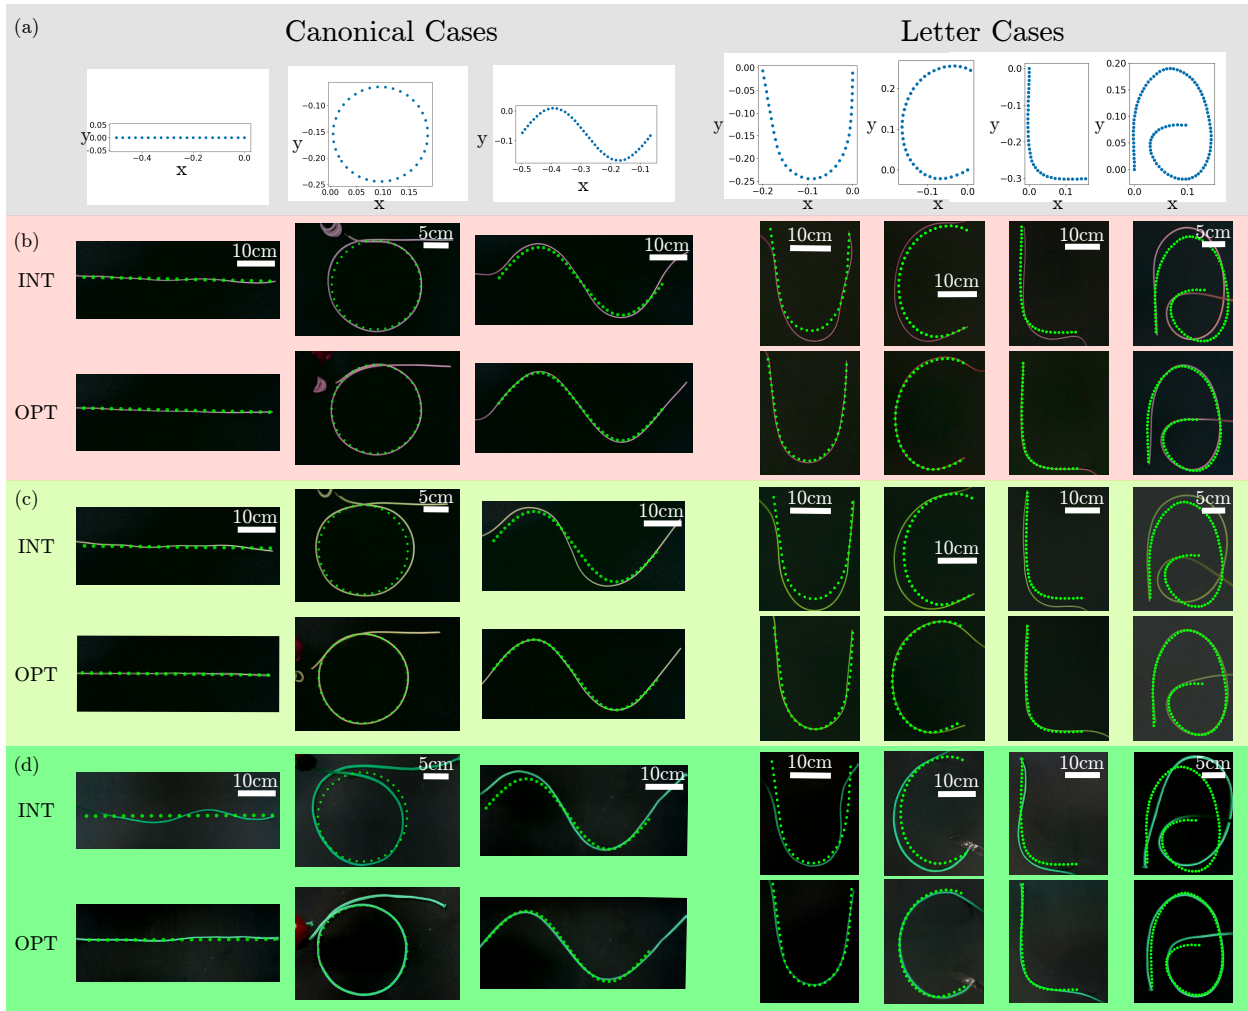 (a)
Canonical Cases
Letter Cases
0.05
0.00
−0.05
y
−0.4
−0.2
0.0
x
−0.10
−0.15
−0.20
−0.25
y
0.00
0.05
0.10
0.15
x
0.0
−0.1
y
−0.5
−0.4
−0.3
−0.2
−0.1
x
0.00
−0.05
−0.10
−0.15
−0.20
−0.25
y
−0.2
−0.1
0.0
x
0.2
0.1
0.0
y
−0.1
0.0
x
0.0
−0.1
−0.2
−0.3
y
0.0
0.1
x
0.20
0.15
0.10
0.05
0.00
y
0.0
0.1
x
(b)
INT
10cm
5cm
10cm
10cm
10cm
10cm
5cm
OPT
(c)
INT
10cm
5cm
10cm
10cm
10cm
10cm
5cm
OPT
(d)
INT
10cm
5cm
10cm
10cm
10cm
10cm
5cm
OPT